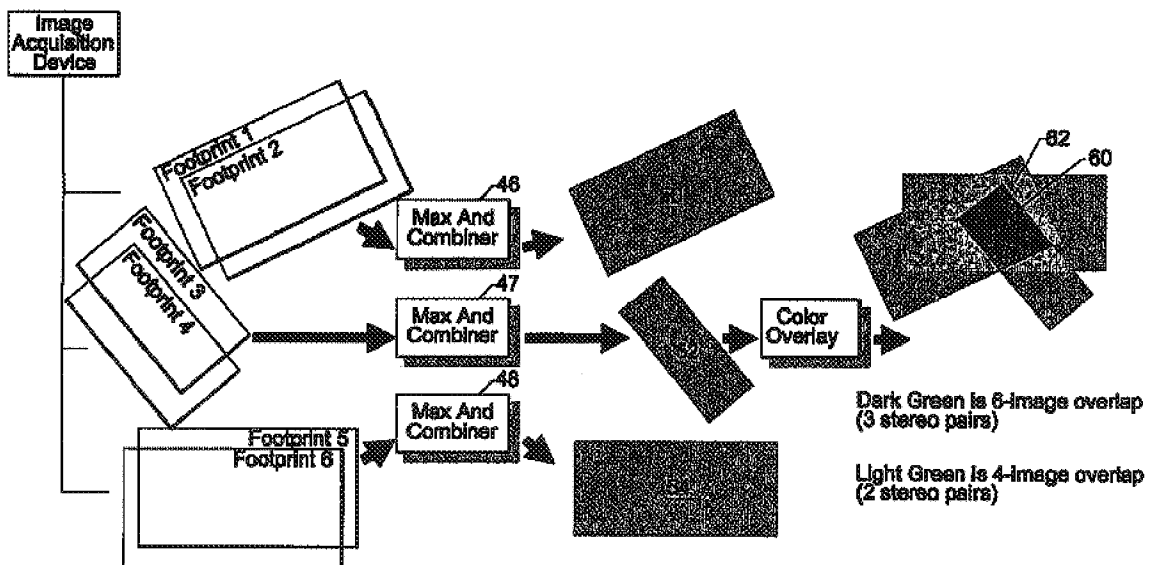 Image
Acquisition
Device
Footprint 1
Footprint 2
46
Max And
Combiner
Footprint 3
Footprint 4
47
Max And
Combiner
52
Color
Overlay
62
60
48
Max And
Combiner
Footprint 5
Footprint 6
Dark Green is 6-image overlap
(3 stereo pairs)
Light Green is 4-image overlap
(2 stereo pairs)